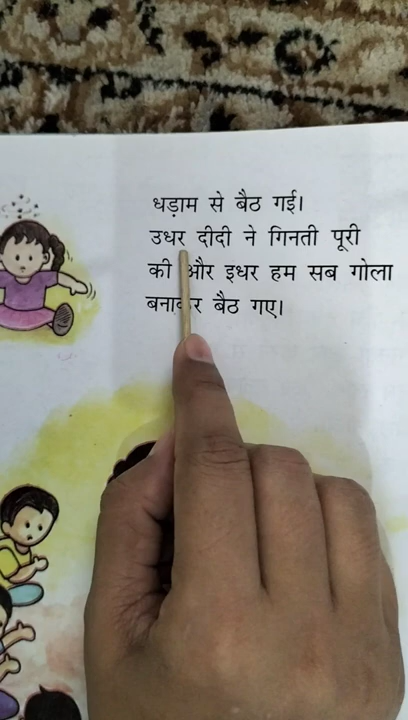 धड़ाम से बैठ गई।
उधर दीदी ने गिनती पूरी
की और इधर हम सब गोला
बनाकर बैठ गए।